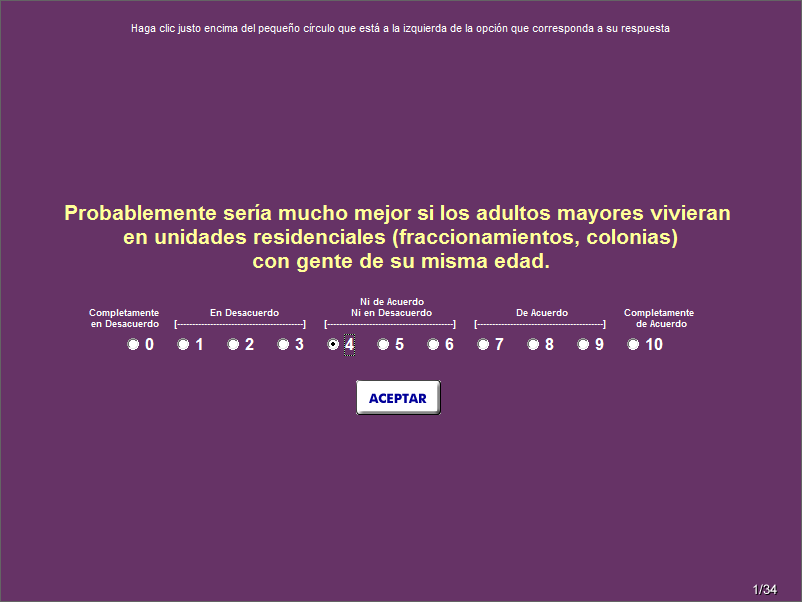 Haga clic justo encima del pequeño círculo que está a la izquierda de la opción que corresponda a su respuesta
Probablemente sería mucho mejor si los adultos mayores vivieran
en unidades residenciales (fraccionamientos, colonias)
con gente de su misma edad.
Completamente
en Desacuerdo
En Desacuerdo
[------------------------------------------]
Ni de Acuerdo
Ni en Desacuerdo
[------------------------------------------]
De Acuerdo
[------------------------------------------]
Completamente
de Acuerdo
0 1 2 3 4 5 6 7 8 9 10
ACEPTAR
1/34